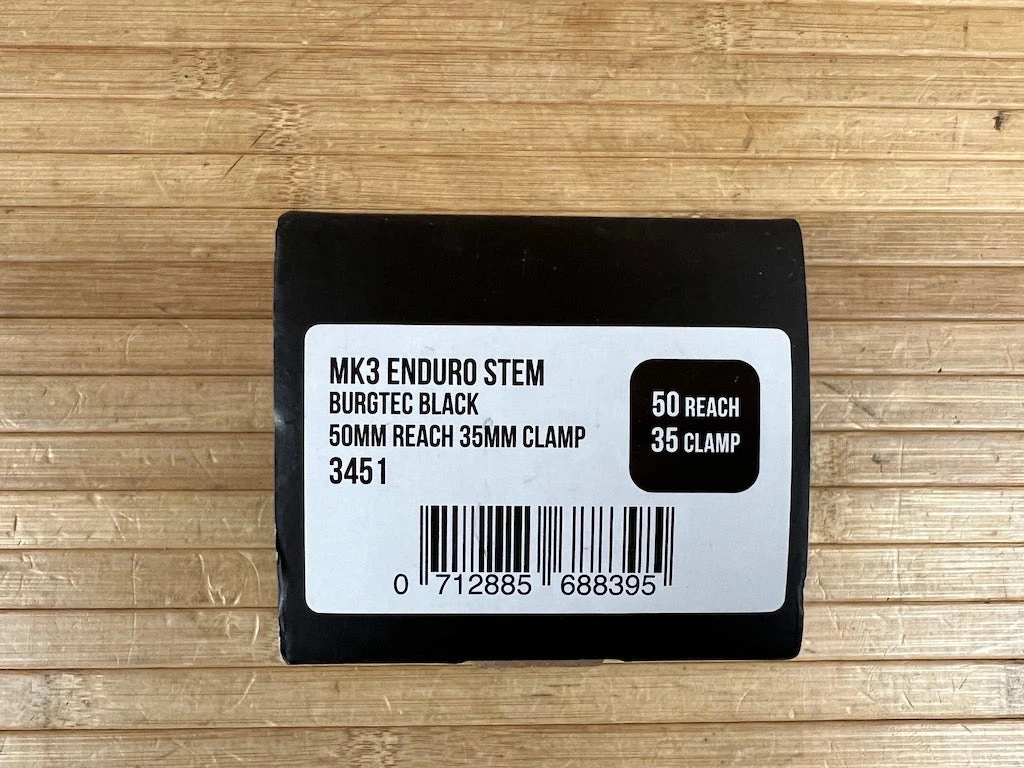 MK3 ENDURO STEM
BURGTEC BLACK
50MM REACH 35MM CLAMP
3451
50 REACH
35 CLAMP
0 712885 688395